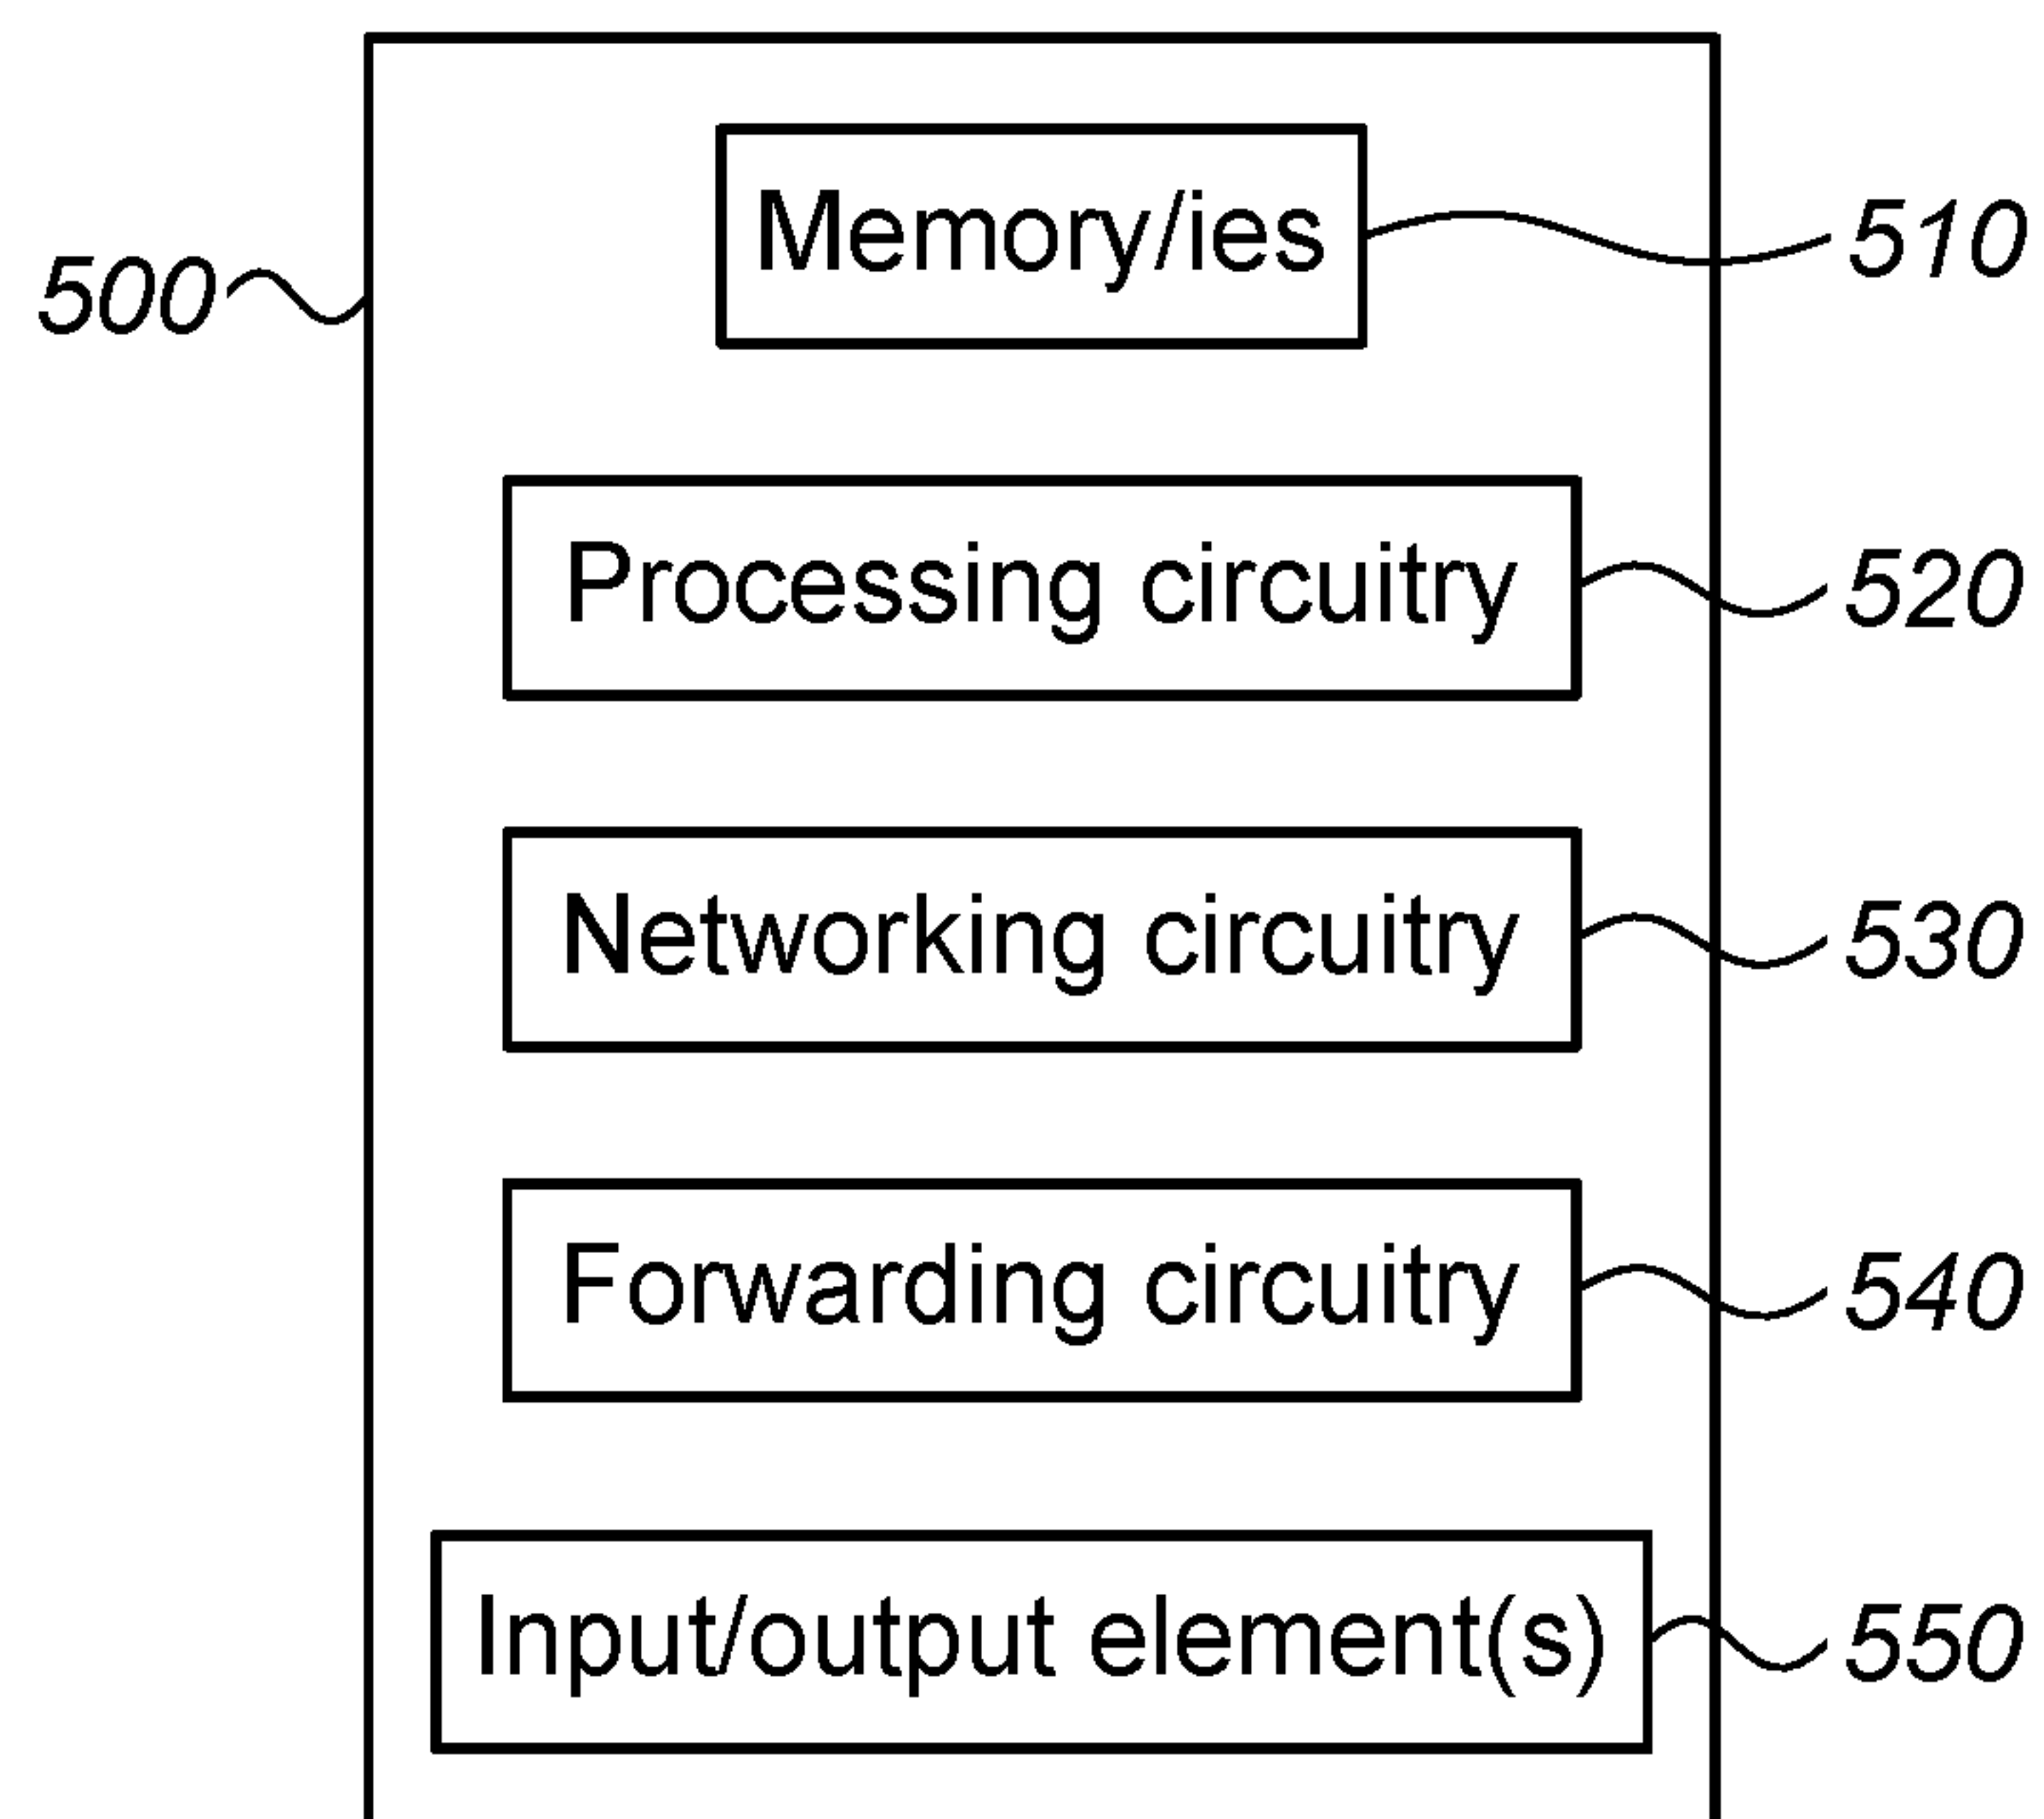 Memory/ies
510
500
Processing circuitry
520
Networking circuitry
530
Forwarding circuitry
540
Input/output element(s)
550